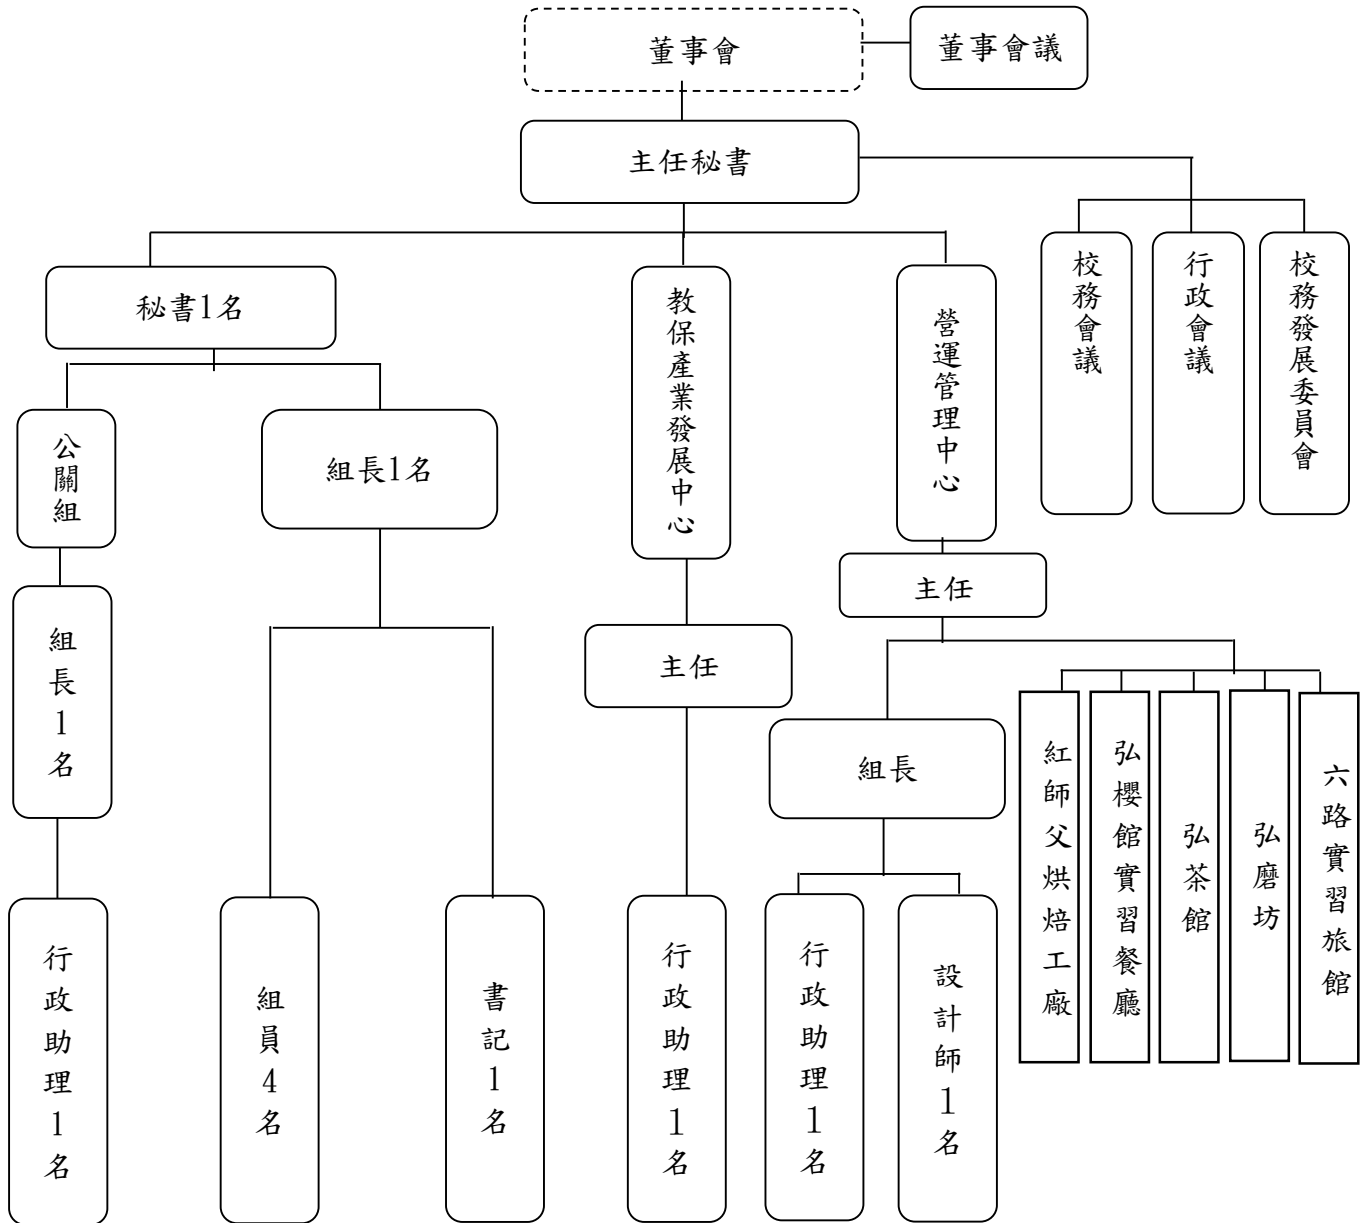 董事會
董事會議
主任秘書
秘書1名
教保產業發展中心
營運管理中心
校務會議
行政會議
校務發展委員會
公關組
組長1名
主任
組長1名
主任
組長
紅師父烘焙工廠
弘櫻館實習餐廳
弘茶館
弘磨坊
六路實習旅館
行政助理1名
組員4名
書記1名
行政助理1名
行政助理1名
設計師1名